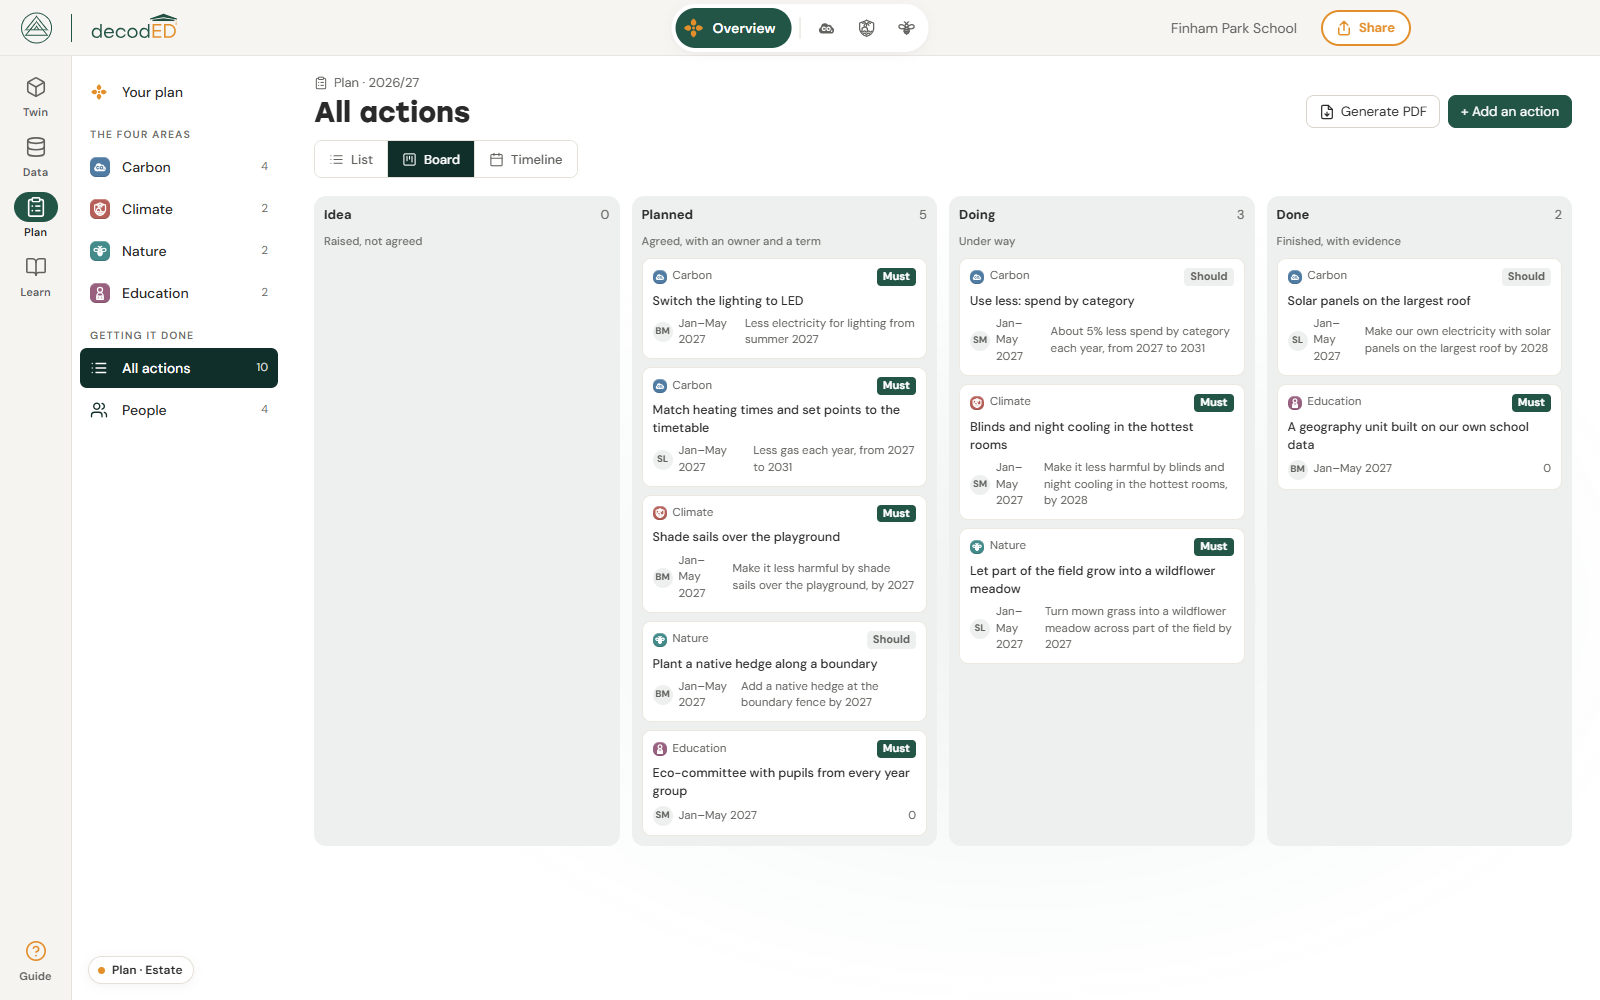 decodED
Overview
CO₂
Finham Park School
Share
Twin
Data
Plan
Learn
Guide
Your plan
THE FOUR AREAS
Carbon 4
Climate 2
Nature 2
Education 2
GETTING IT DONE
All actions 10
People 4
Plan · Estate
Plan · 2026/27
All actions
Generate PDF
+ Add an action
List
Board
Timeline
Idea 0
Raised, not agreed
Planned 5
Agreed, with an owner and a term
Carbon Must
Switch the lighting to LED
BM Jan–May
2027
Less electricity for lighting from
summer 2027
Carbon Must
Match heating times and set points to the
timetable
SL Jan–May
2027
Less gas each year, from 2027
to 2031
Climate Must
Shade sails over the playground
BM Jan–
May
2027
Make it less harmful by shade
sails over the playground, by 2027
Nature Should
Plant a native hedge along a boundary
BM Jan–May
2027
Add a native hedge at the
boundary fence by 2027
Education Must
Eco-committee with pupils from every year
group
SM Jan–May 2027 0
Doing 3
Under way
Carbon Should
Use less: spend by category
SM Jan–
May
2027
About 5% less spend by category
each year, from 2027 to 2031
Climate Must
Blinds and night cooling in the hottest
rooms
SM Jan–
May
2027
Make it less harmful by blinds and
night cooling in the hottest rooms,
by 2028
Nature Must
Let part of the field grow into a wildflower
meadow
SL Jan–
May
2027
Turn mown grass into a wildflower
meadow across part of the field by
2027
Done 2
Finished, with evidence
Carbon Should
Solar panels on the largest roof
SL Jan–
May
2027
Make our own electricity with solar
panels on the largest roof by 2028
Education Must
A geography unit built on our own school
data
BM Jan–May 2027 0